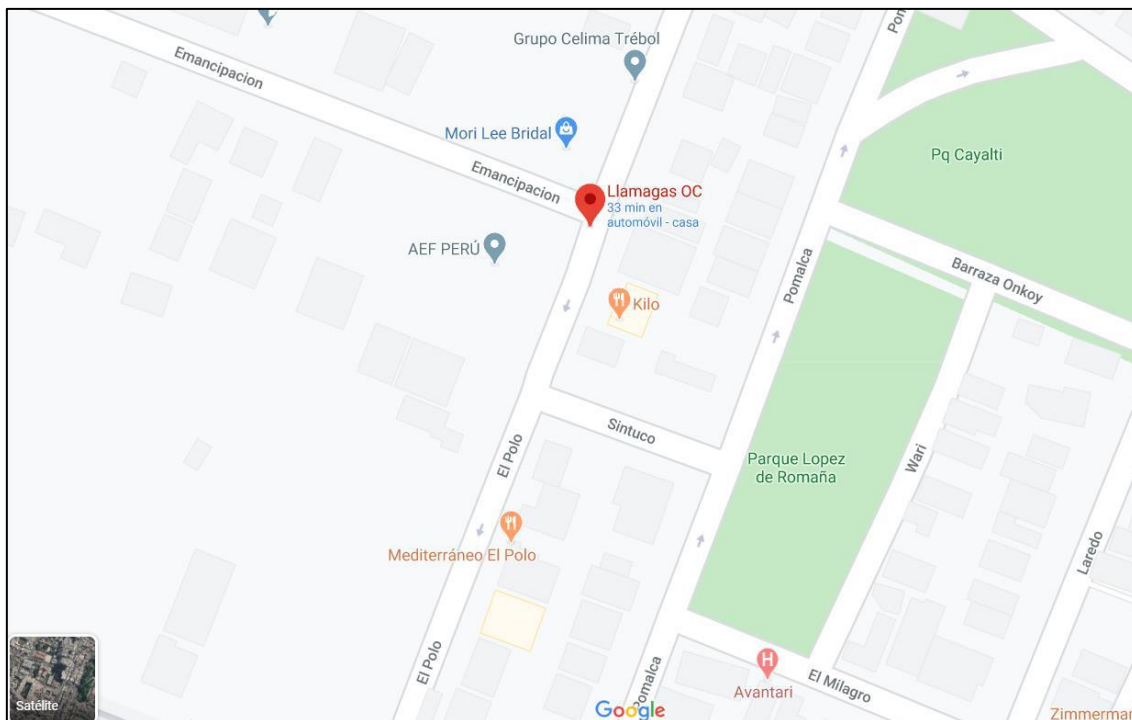 Grupo Celima Trébol
Pon
Emancipacion
Mori Lee Bridal
Pq Cayalti
Emancipacion
Llamagas OC
33 min en
automóvil - casa
AEF PERÚ
Pomalca
Barraza Onkoy
Kilo
Sintuco
El Polo
Wari
Parque Lopez
de Romaña
Mediterráneo El Polo
Laredo
El Polo
Pomalca
El Milagro
Avantari
Satélite
Google
Zimmerman